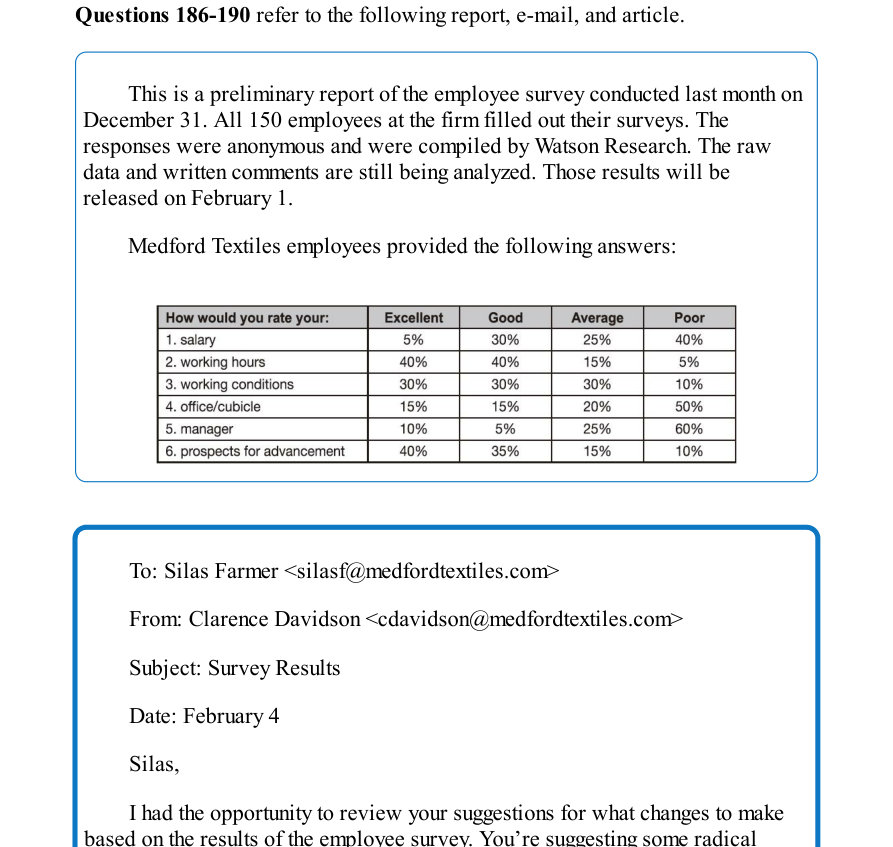 Questions 186-190 refer to the following report, e-mail, and article.
This is a preliminary report of the employee survey conducted last month on
December 31. All 150 employees at the firm filled out their surveys. The
responses were anonymous and were compiled by Watson Research. The raw
data and written comments are still being analyzed. Those results will be
released on February 1.
Medford Textiles employees provided the following answers:
How would you rate your: Excellent Good Average Poor
1. salary 5% 30% 25% 40%
2. working hours 40% 40% 15% 5%
3. working conditions 30% 30% 30% 10%
4. office/cubicle 15% 15% 20% 50%
5. manager 10% 5% 25% 60%
6. prospects for advancement 40% 35% 15% 10%
To: Silas Farmer <silasf@medfordtextiles.com>
From: Clarence Davidson <cdavidson@medfordtextiles.com>
Subject: Survey Results
Date: February 4
Silas,
I had the opportunity to review your suggestions for what changes to make
based on the results of the employee survey. You're suggesting some radical